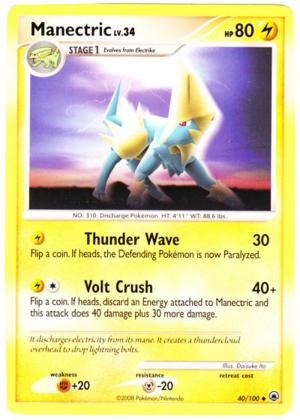 Manectric LV.34 HP 80
STAGE 1 Evolves from Electrike
NO. 310 Discharge Pokémon HT: 4'11" WT: 88.6 lbs.
Thunder Wave 30
Flip a coin. If heads, the Defending Pokémon is now Paralyzed.
Volt Crush 40+
Flip a coin. If heads, discard an Energy attached to Manectric and
this attack does 40 damage plus 30 more damage.
It discharges electricity from its mane. It creates a thundercloud
overhead to drop lightning bolts.
Illus. Daisuke Ito
weakness resistance retreat cost
+20 -20
©2008 Pokémon/Nintendo 40/100